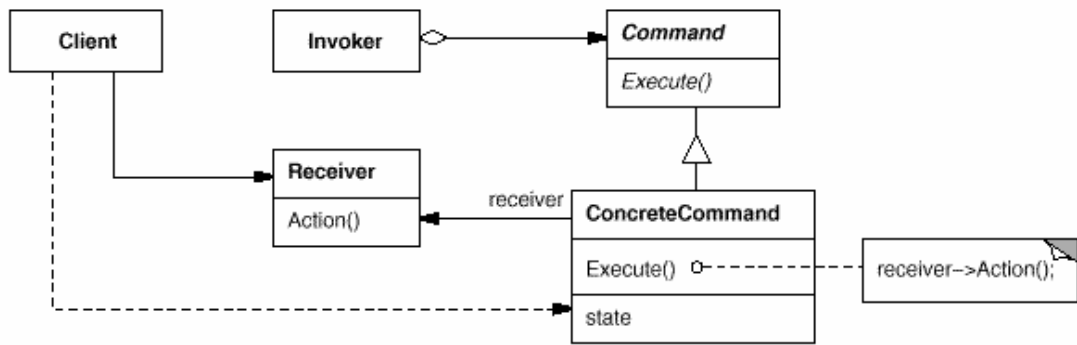 Client
Invoker
Command
Execute()
Receiver
Action()
receiver
ConcreteCommand
Execute()
receiver–>Action();
state